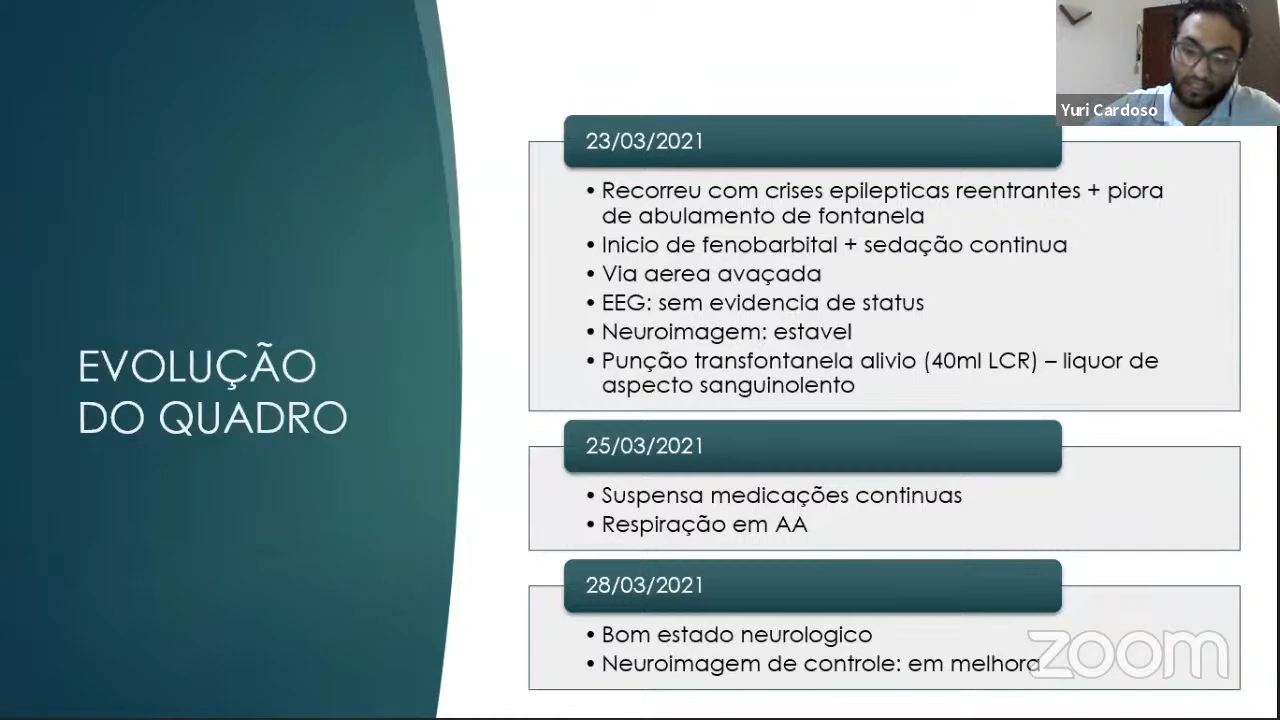 Yuri Cardoso
EVOLUÇÃO
DO QUADRO
23/03/2021
• Recorreu com crises epilepticas reentrantes + piora
de abulamento de fontanela
• Inicio de fenobarbital + sedação continua
• Via aerea avaçada
• EEG: sem evidencia de status
• Neuroimagem: estavel
• Punção transfontanela alivio (40ml LCR) – liquor de
aspecto sanguinolento
25/03/2021
• Suspensa medicações continuas
• Respiração em AA
28/03/2021
• Bom estado neurologico
• Neuroimagem de controle: em melhora
zoom